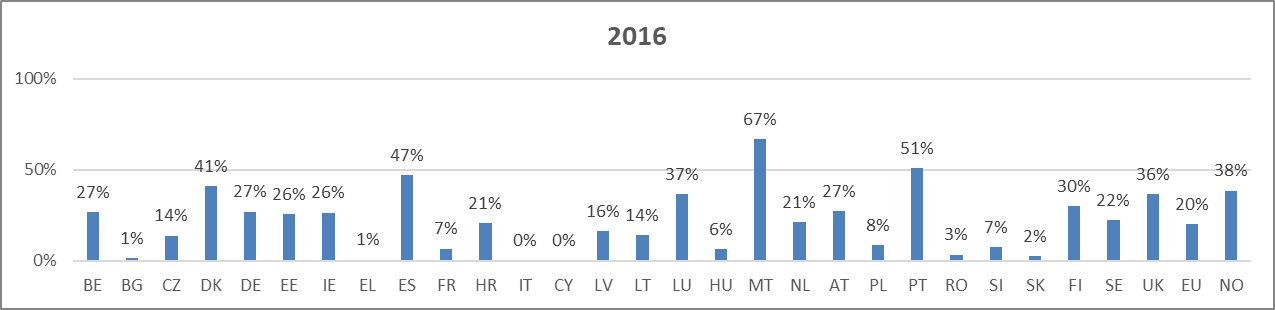 2016
100%
50%
0%
27% 1% 14% 41% 27% 26% 26% 1% 47% 7% 21% 0% 0% 16% 14% 37% 6% 67% 21% 27% 8% 51% 3% 7% 2% 30% 22% 36% 20% 38%
BE BG CZ DK DE EE IE EL ES FR HR IT CY LV LT LU HU MT NL AT PL PT RO SI SK FI SE UK EU NO